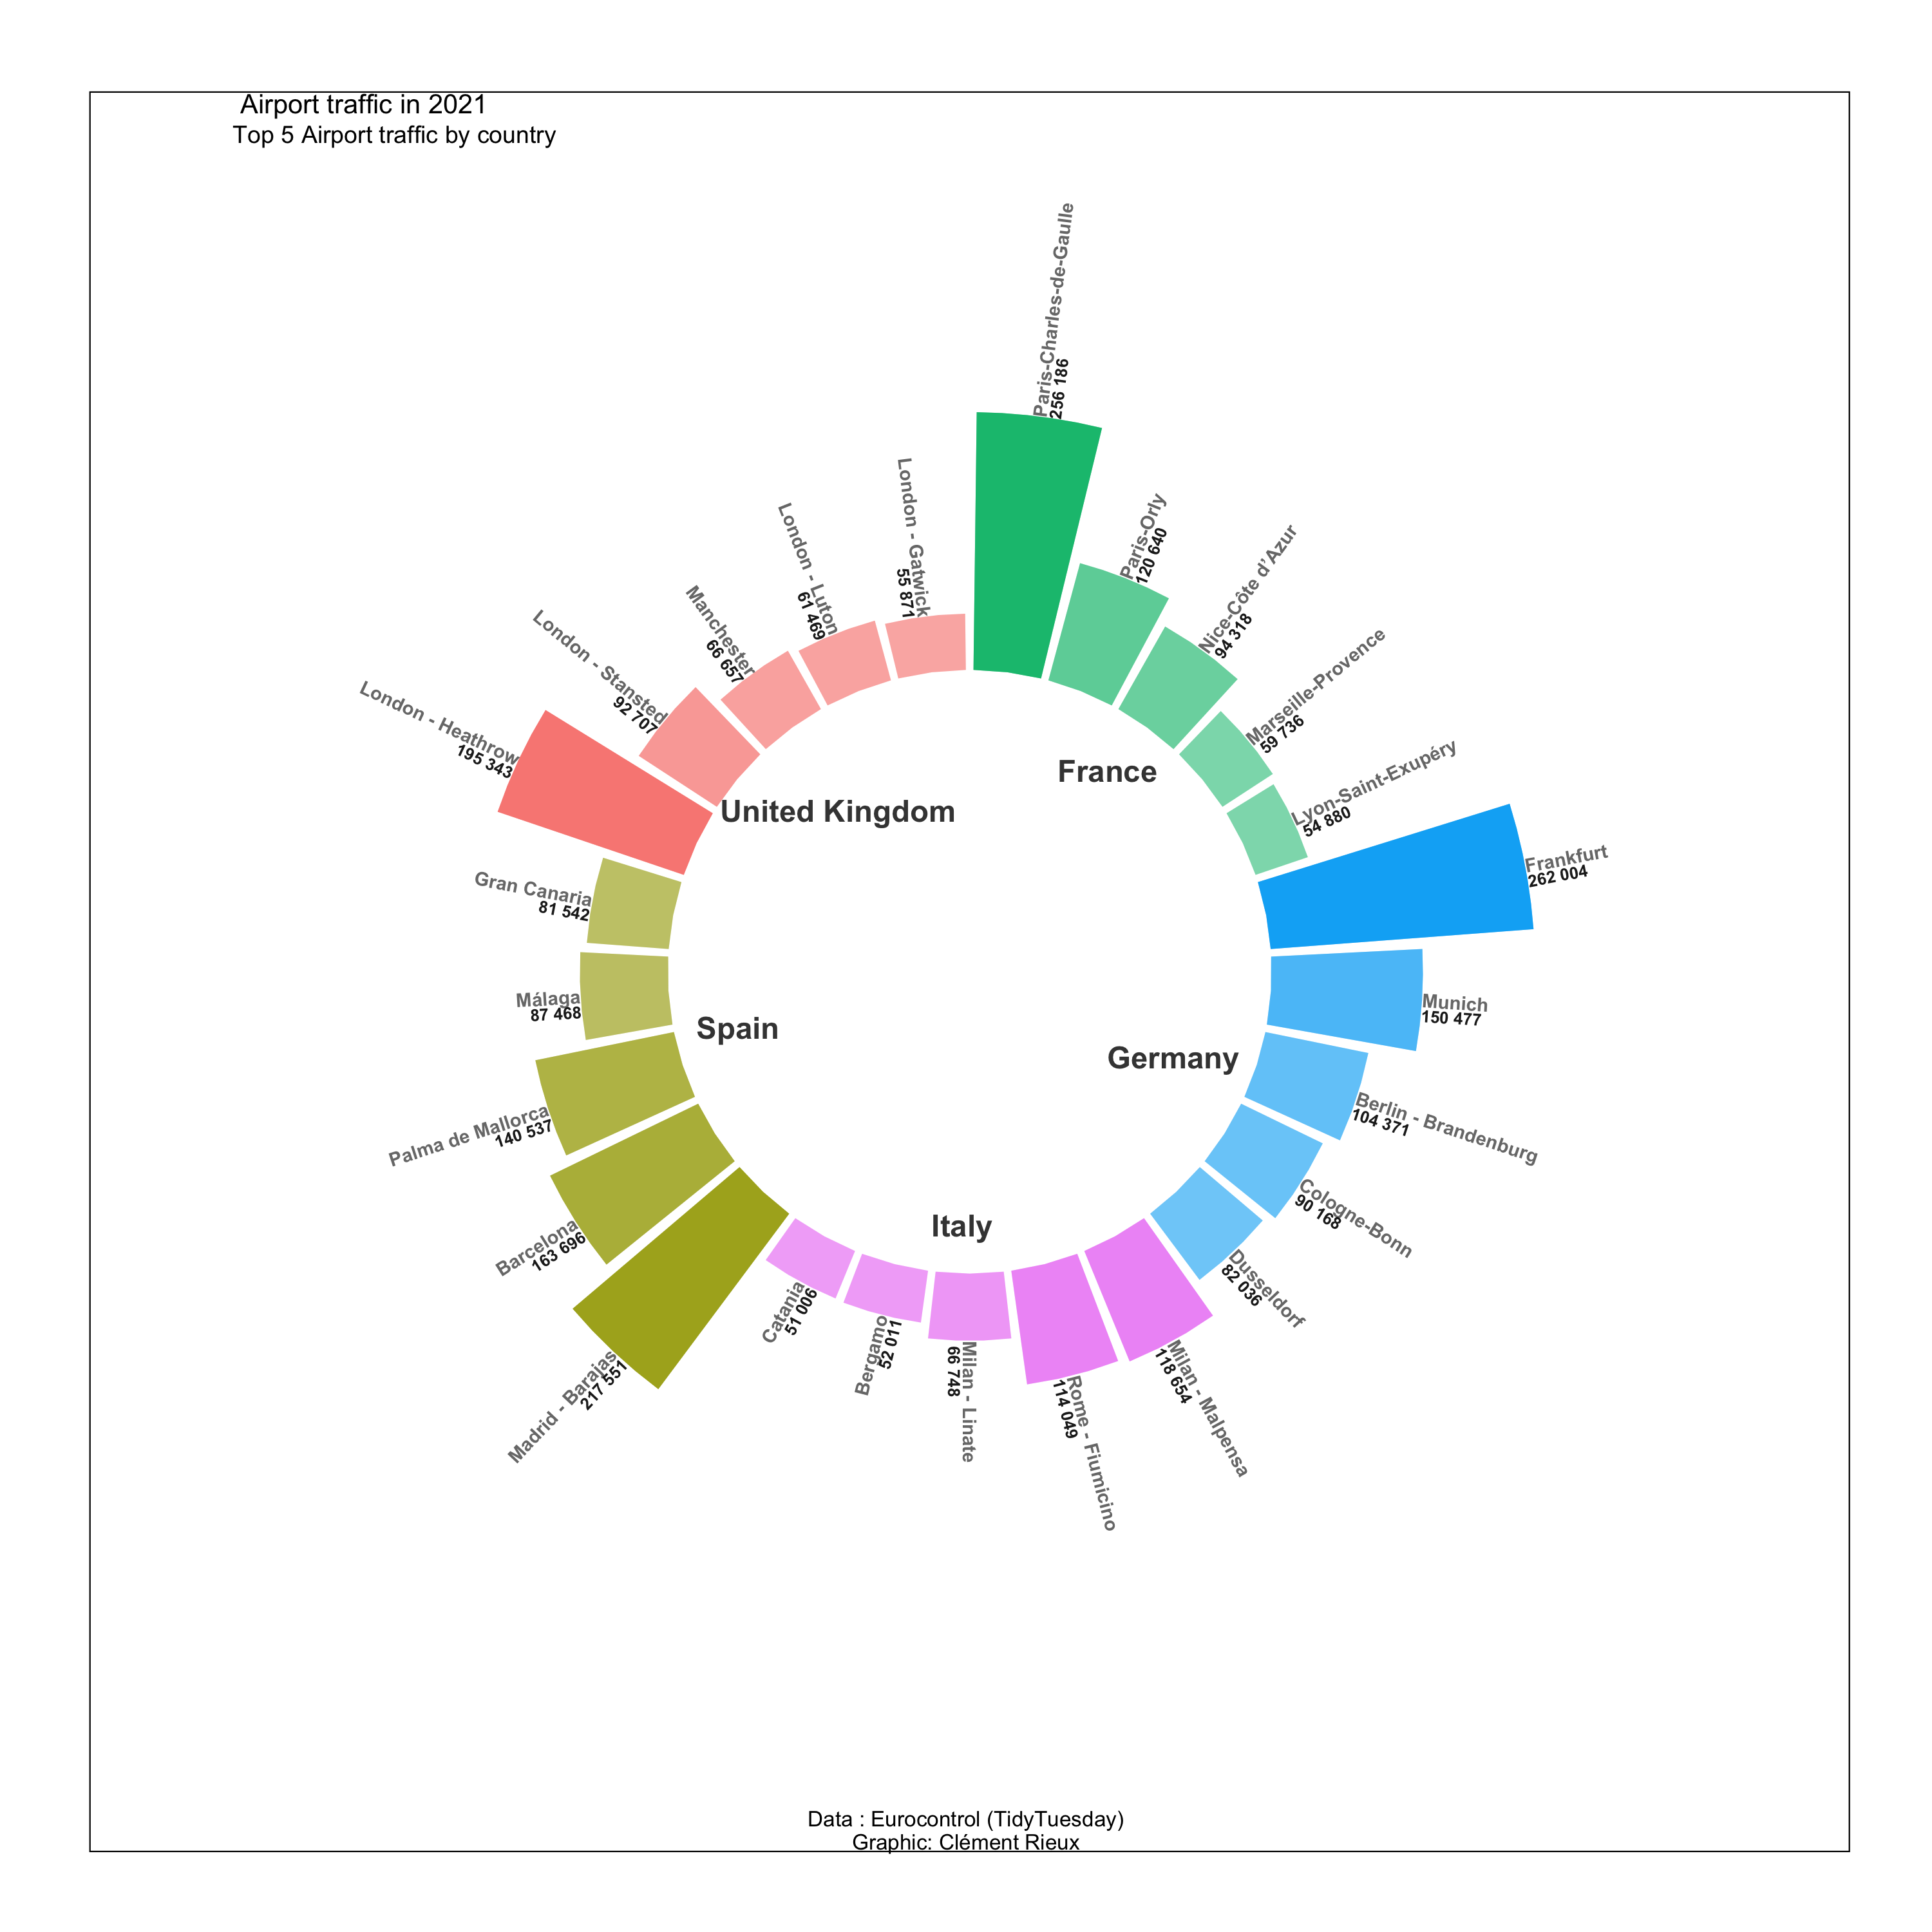 Airport traffic in 2021
Top 5 Airport traffic by country
Paris-Charles-de-Gaulle
256 186
Paris-Orly
120 640
Nice-Côte d’Azur
94 318
Marseille-Provence
59 736
Lyon-Saint-Exupéry
54 880
France
Frankfurt
262 004
Munich
150 477
Berlin - Brandenburg
104 371
Cologne-Bonn
90 168
Dusseldorf
82 036
Germany
Milan - Malpensa
118 654
Rome - Fiumicino
114 049
Milan - Linate
66 748
Bergamo
52 011
Catania
51 006
Italy
Madrid - Barajas
217 551
Barcelona
163 696
Palma de Mallorca
140 537
Málaga
87 468
Gran Canaria
81 542
Spain
London - Heathrow
195 343
London - Stansted
92 707
Manchester
66 657
London - Luton
61 469
London - Gatwick
55 871
United Kingdom
Data : Eurocontrol (TidyTuesday)
Graphic: Clément Rieux